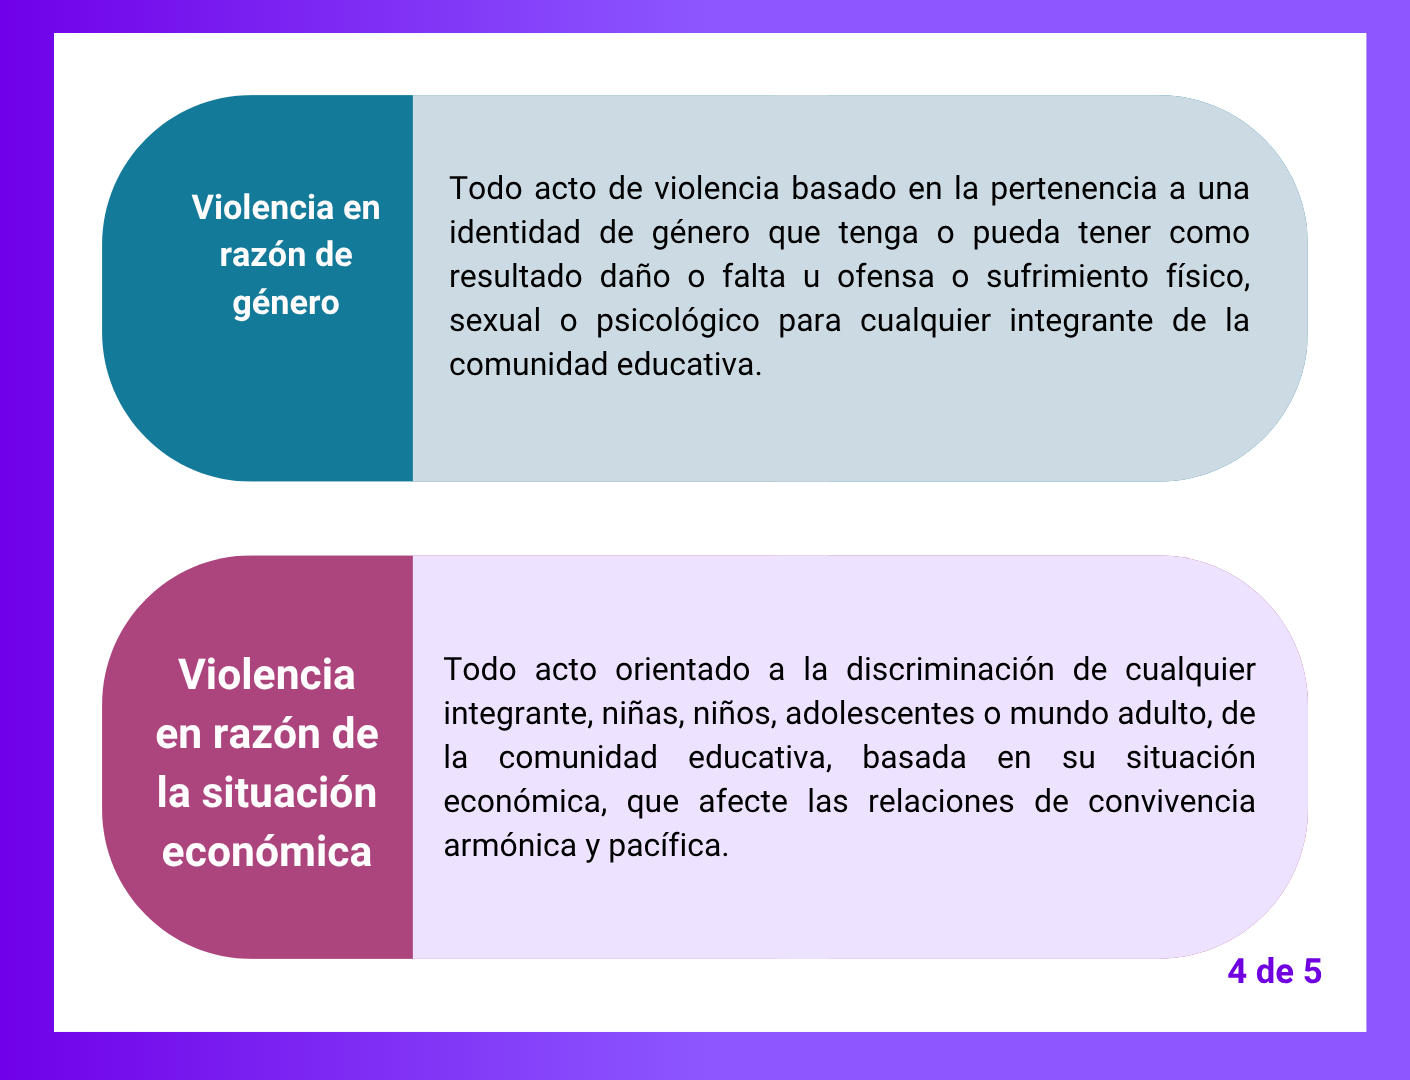 Violencia en
razón de
género
Todo acto de violencia basado en la pertenencia a una
identidad de género que tenga o pueda tener como
resultado daño o falta u ofensa o sufrimiento físico,
sexual o psicológico para cualquier integrante de la
comunidad educativa.
Violencia
en razón de
la situación
económica
Todo acto orientado a la discriminación de cualquier
integrante, niñas, niños, adolescentes o mundo adulto, de
la comunidad educativa, basada en su situación
económica, que afecte las relaciones de convivencia
armónica y pacífica.
4 de 5